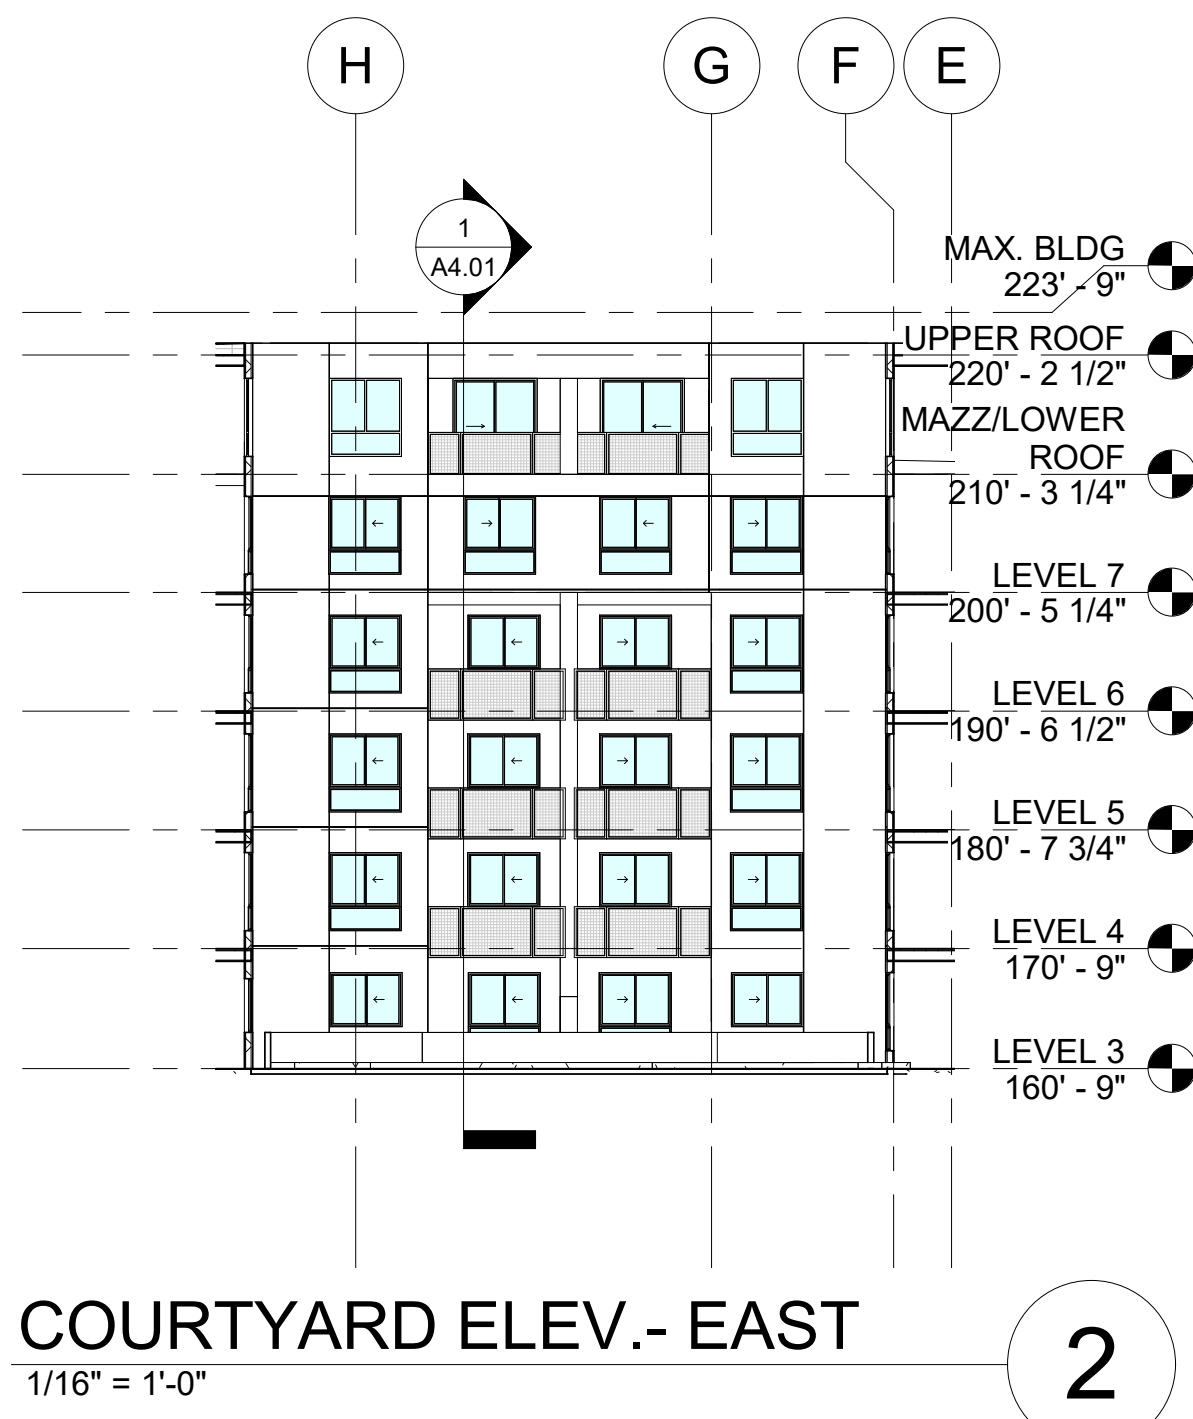 H
G
F
E
1
A4.01
MAX. BLDG
223' - 9"
UPPER ROOF
220' - 2 1/2"
MAZZ/LOWER
ROOF
210' - 3 1/4"
LEVEL 7
200' - 5 1/4"
LEVEL 6
190' - 6 1/2"
LEVEL 5
180' - 7 3/4"
LEVEL 4
170' - 9"
LEVEL 3
160' - 9"
COURTYARD ELEV.- EAST
1/16" = 1'-0"
2